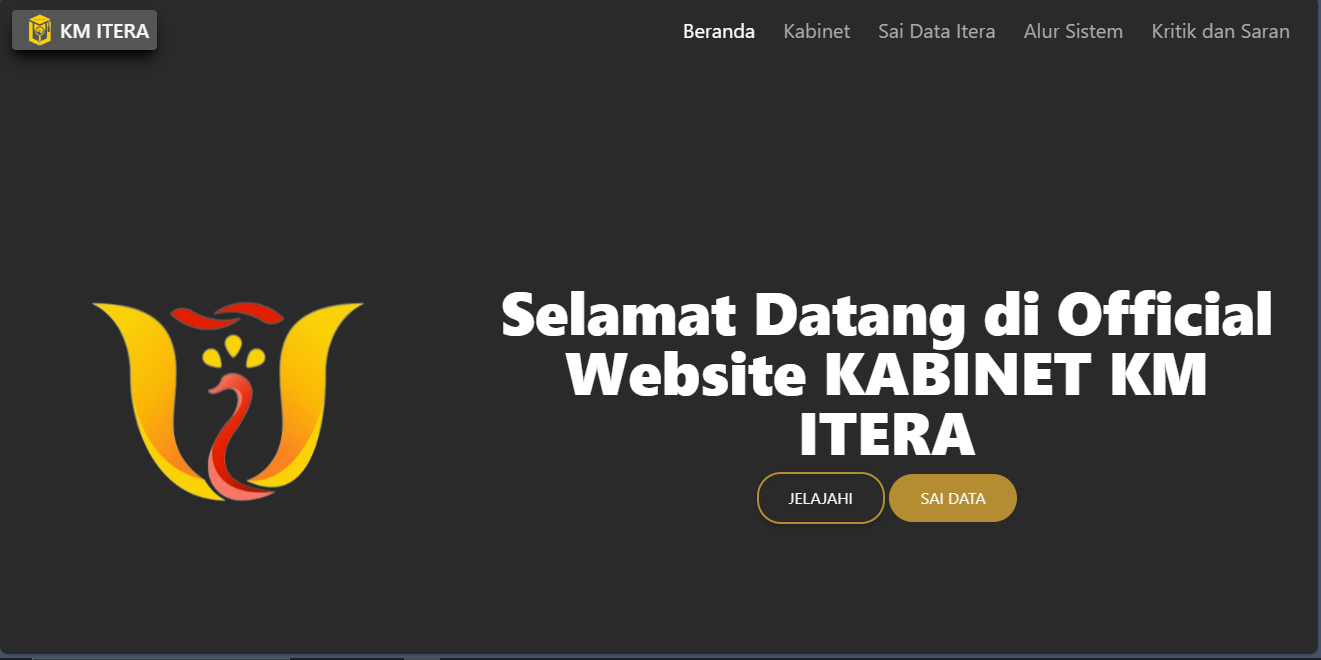 KM ITERA
Beranda Kabinet Sai Data Itera Alur Sistem Kritik dan Saran
Selamat Datang di Official
Website KABINET KM
ITERA
JELAJAHI SAI DATA